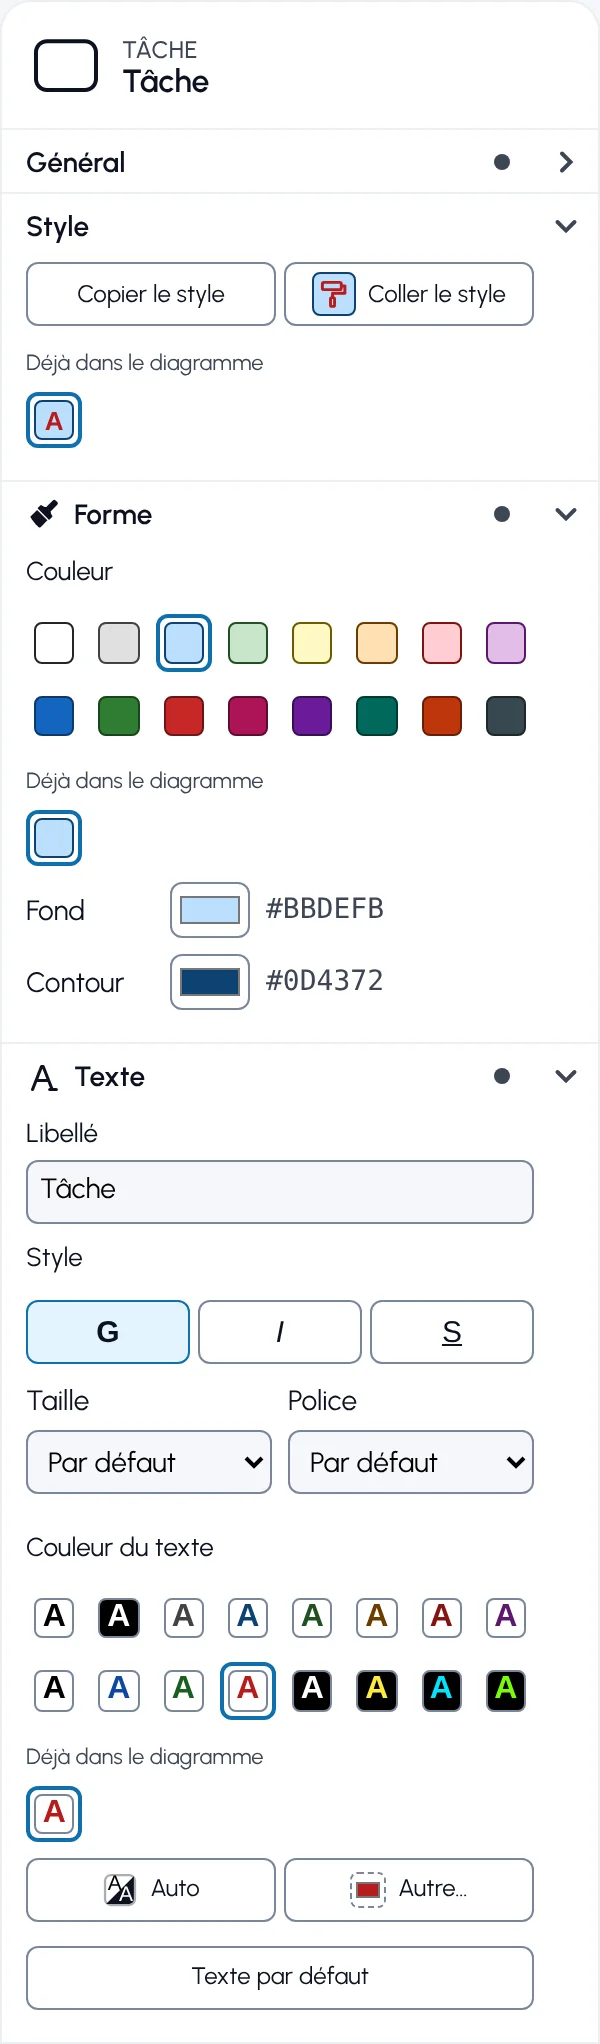 TÂCHE
Tâche
Général
Style
Copier le style
Coller le style
Déjà dans le diagramme
A
Forme
Couleur
Déjà dans le diagramme
Fond #BBDEFB
Contour #0D4372
A Texte
Libellé
Tâche
Style
G I S
Taille Police
Par défaut Par défaut
Couleur du texte
A A A A A A A A
A A A A A A A A
Déjà dans le diagramme
A
AA Auto Autre...
Texte par défaut